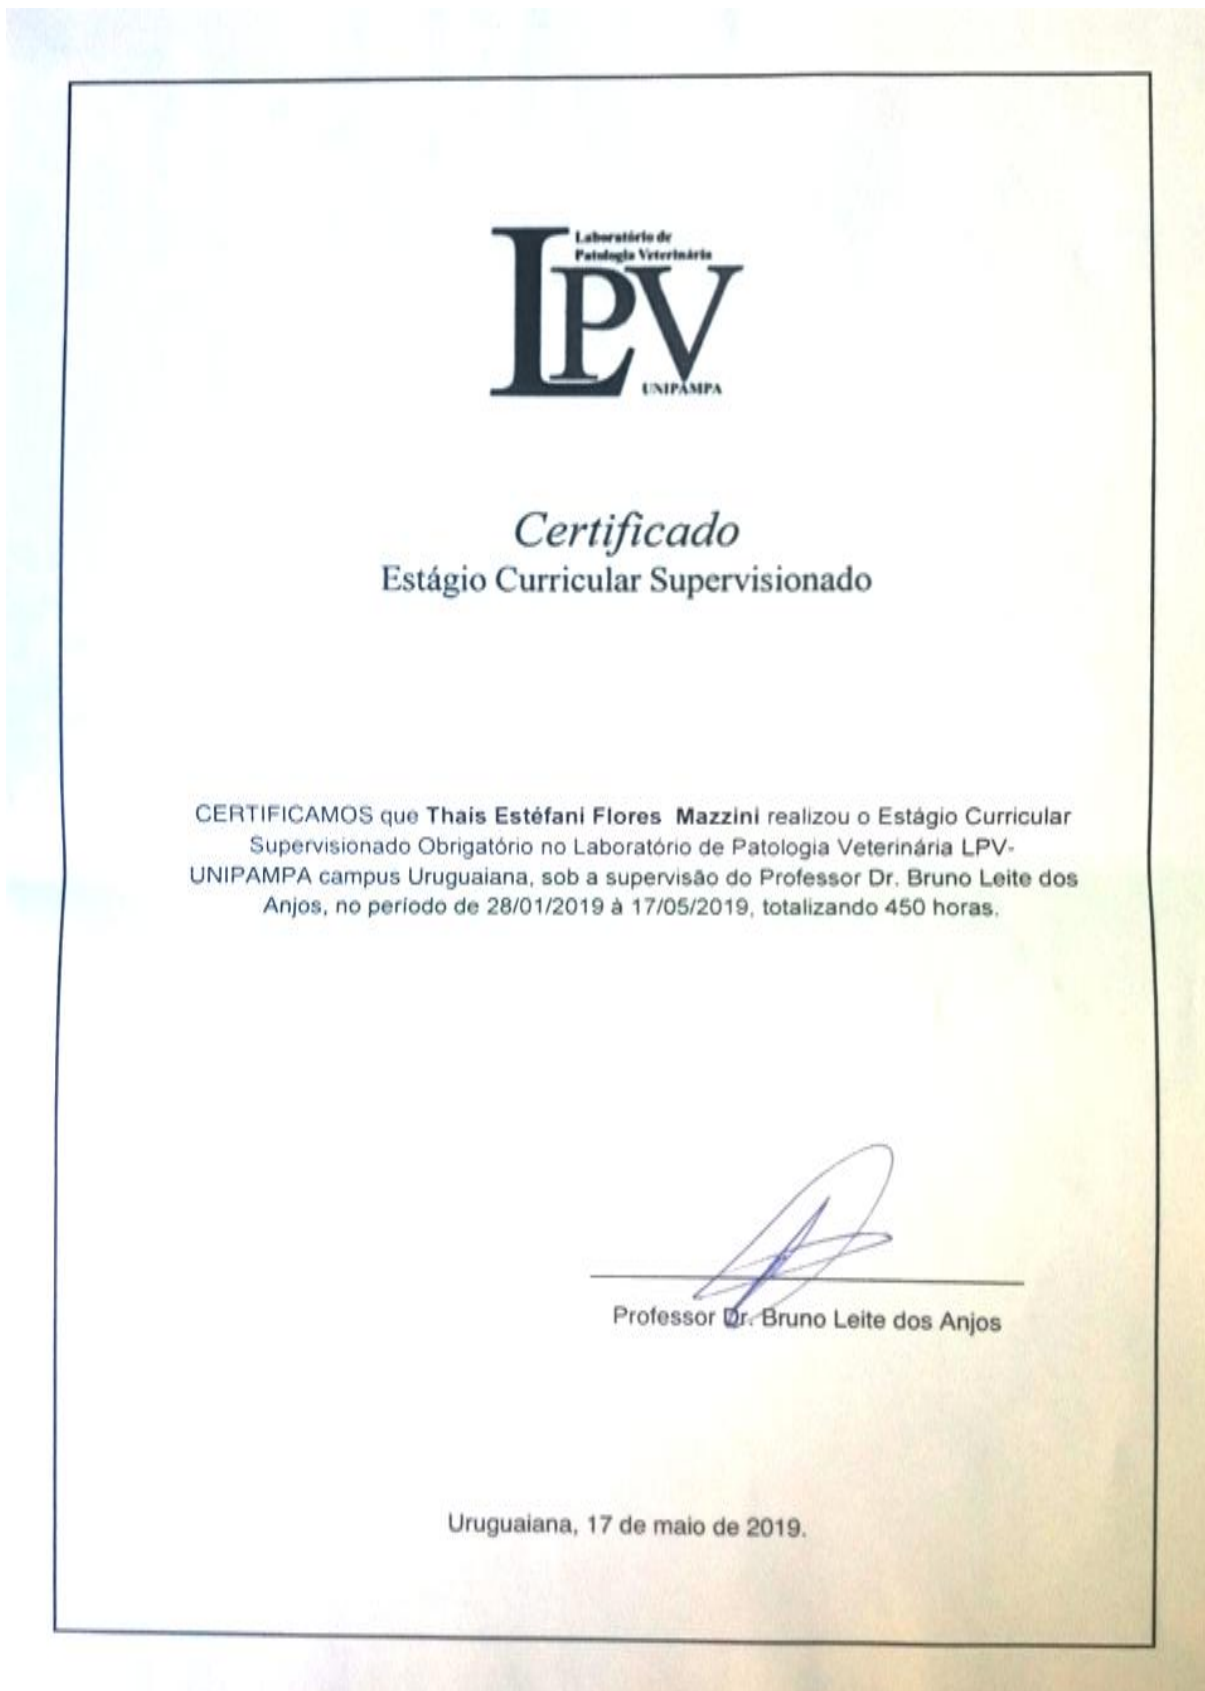 Laboratório de
Patologia Veterinária
LPV
UNIPAMPA
Certificado
Estágio Curricular Supervisionado
CERTIFICAMOS que Thais Estéfani Flores Mazzini realizou o Estágio Curricular
Supervisionado Obrigatório no Laboratório de Patologia Veterinária LPV-
UNIPAMPA campus Uruguaiana, sob a supervisão do Professor Dr. Bruno Leite dos
Anjos, no período de 28/01/2019 à 17/05/2019, totalizando 450 horas.
Professor Dr. Bruno Leite dos Anjos
Uruguaiana, 17 de maio de 2019.